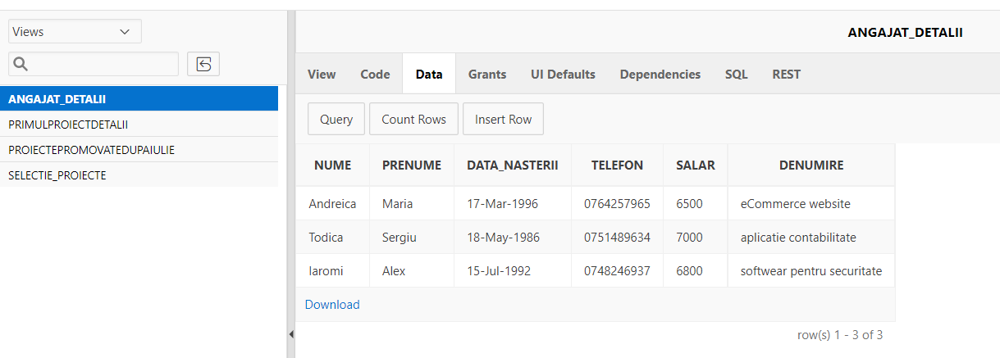 Views
ANGAJAT_DETALII
PRIMULPROIECTDETALII
PROIECTEPROMOVATEDUPAIULIE
SELECTIE_PROIECTE
ANGAJAT_DETALII
View Code Data Grants UI Defaults Dependencies SQL REST
Query Count Rows Insert Row
NUME PRENUME DATA_NASTERII TELEFON SALAR DENUMIRE
Andreica Maria 17-Mar-1996 0764257965 6500 eCommerce website
Todica Sergiu 18-May-1986 0751489634 7000 aplicatie contabilitate
Iaromi Alex 15-Jul-1992 0748246937 6800 softwear pentru securitate
Download
row(s) 1 - 3 of 3